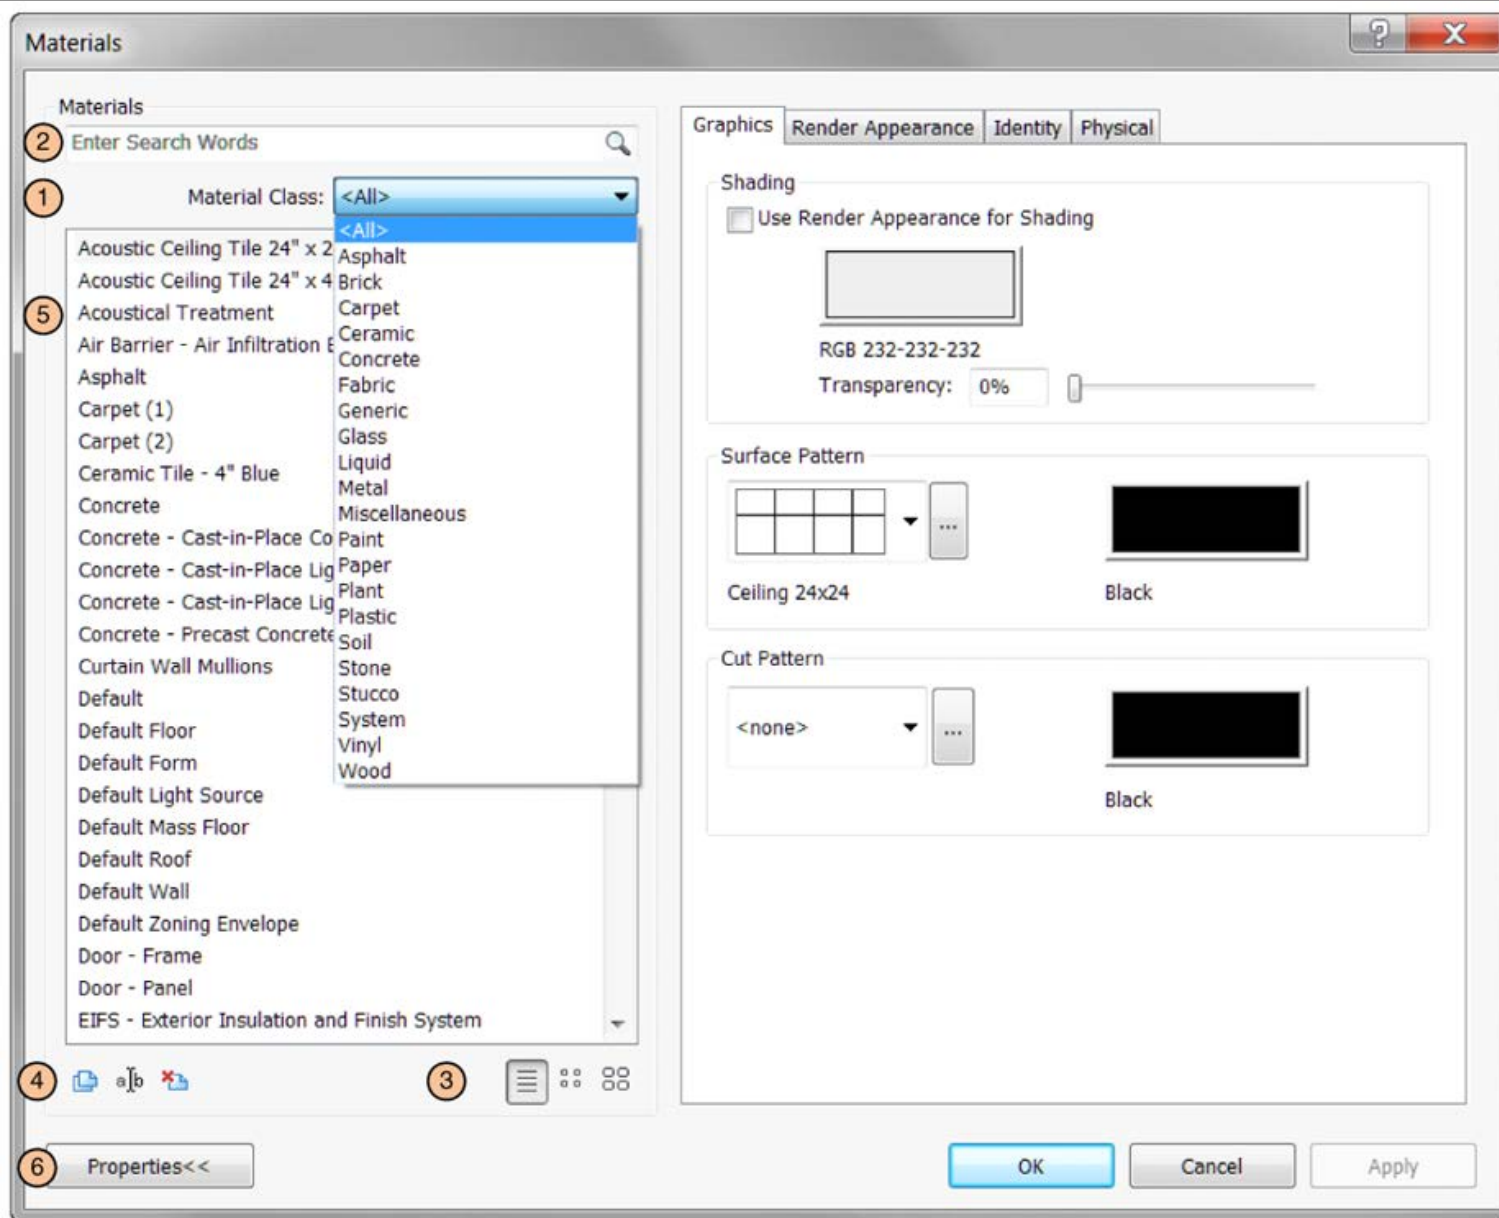 Materials
Materials
2 Enter Search Words
1 Material Class: <All>
<All>
Asphalt
Brick
Carpet
Ceramic
Concrete
Fabric
Generic
Glass
Liquid
Metal
Miscellaneous
Paint
Paper
Plant
Plastic
Soil
Stone
Stucco
System
Vinyl
Wood
Acoustic Ceiling Tile 24" x 2
Acoustic Ceiling Tile 24" x 4
5 Acoustical Treatment
Air Barrier - Air Infiltration
Asphalt
Carpet (1)
Carpet (2)
Ceramic Tile - 4" Blue
Concrete
Concrete - Cast-in-Place Co
Concrete - Cast-in-Place Lig
Concrete - Cast-in-Place Lig
Concrete - Precast Concrete
Curtain Wall Mullions
Default
Default Floor
Default Form
Default Light Source
Default Mass Floor
Default Roof
Default Wall
Default Zoning Envelope
Door - Frame
Door - Panel
EIFS - Exterior Insulation and Finish System
4 aIb 3
6 Properties<<
Graphics Render Appearance Identity Physical
Shading
Use Render Appearance for Shading
RGB 232-232-232
Transparency: 0%
Surface Pattern
...
Ceiling 24x24 Black
Cut Pattern
<none> ...
Black
OK Cancel Apply